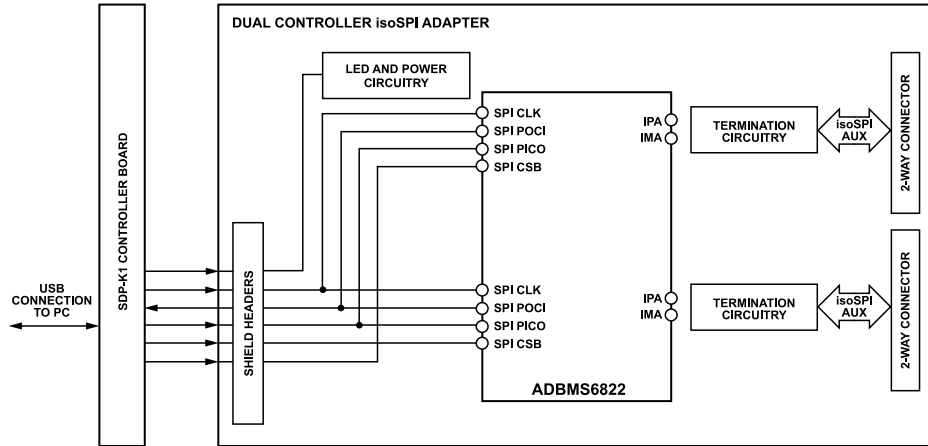 DUAL CONTROLLER isoSPI ADAPTER
LED AND POWER
CIRCUITRY
SPI CLK
SPI POCI
SPI PICO
SPI CSB
IPA
IMA
TERMINATION
CIRCUITRY
isoSPI
AUX
2-WAY CONNECTOR
SDP-K1 CONTROLLER BOARD
USB
CONNECTION
TO PC
SHIELD HEADERS
SPI CLK
SPI POCI
SPI PICO
SPI CSB
IPA
IMA
TERMINATION
CIRCUITRY
isoSPI
AUX
2-WAY CONNECTOR
ADBMS6822